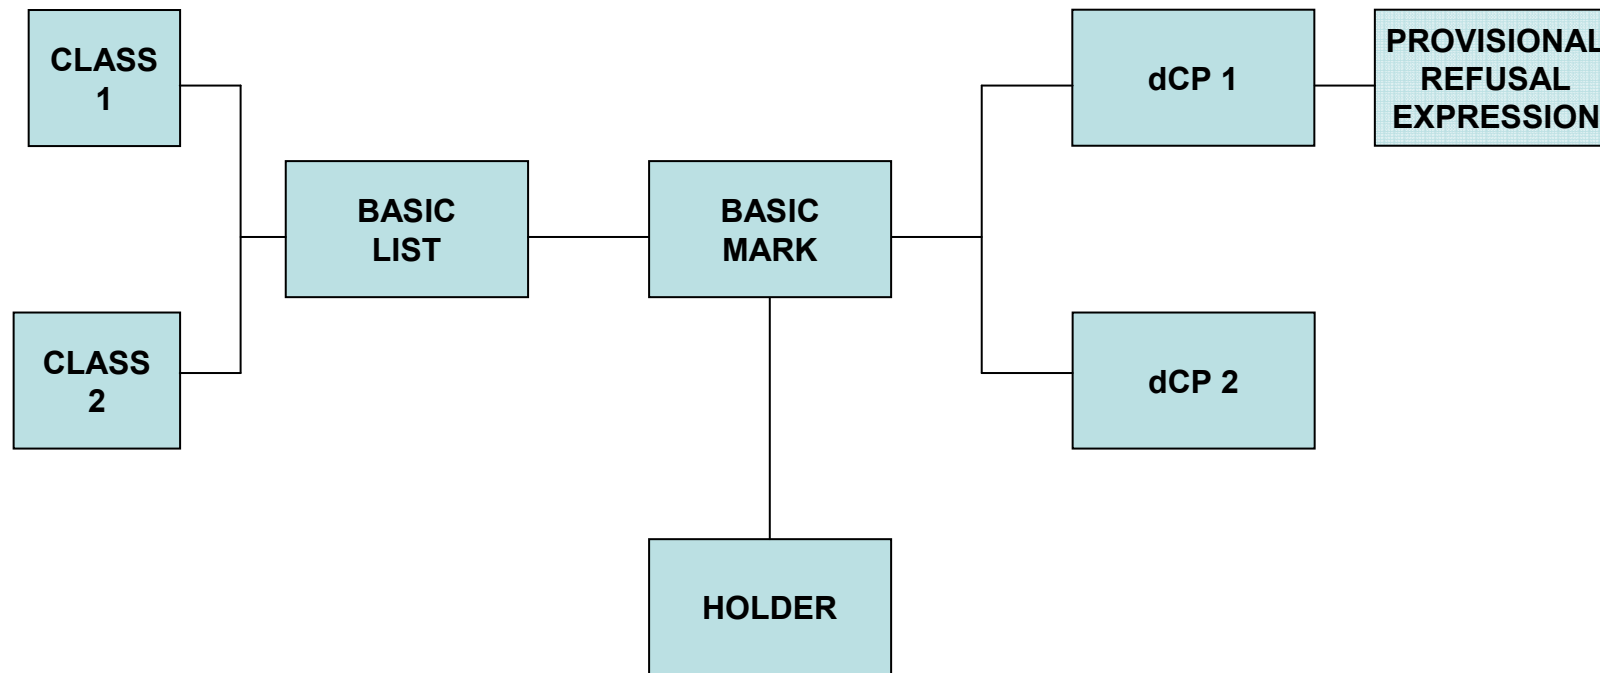 CLASS
1
dCP 1
PROVISIONAL
REFUSAL
EXPRESSION
BASIC
LIST
BASIC
MARK
CLASS
2
dCP 2
HOLDER